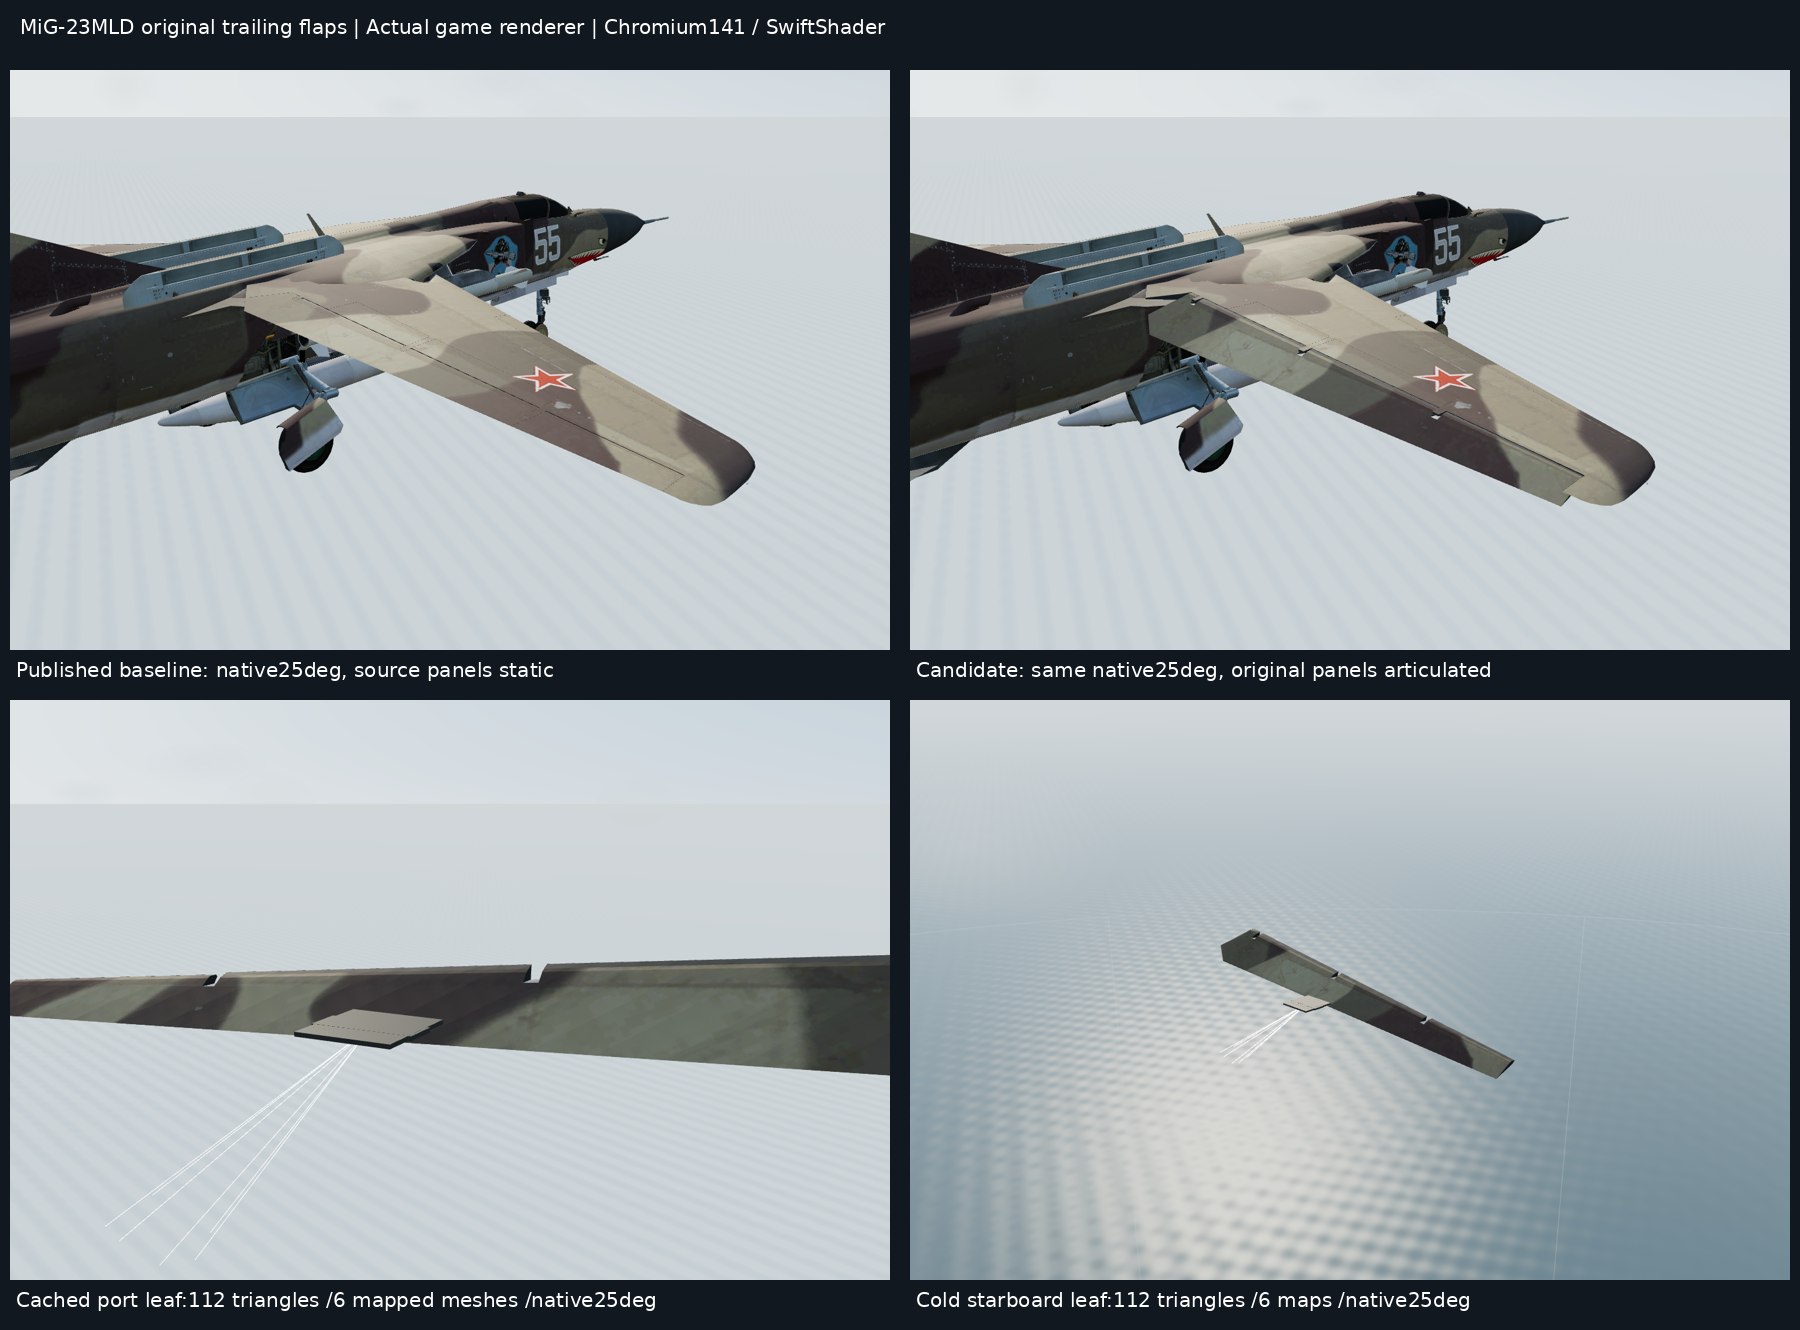 MiG-23MLD original trailing flaps | Actual game renderer | Chromium141 / SwiftShader
55
55
Published baseline: native25deg, source panels static
Candidate: same native25deg, original panels articulated
Cached port leaf:112 triangles /6 mapped meshes /native25deg
Cold starboard leaf:112 triangles /6 maps /native25deg